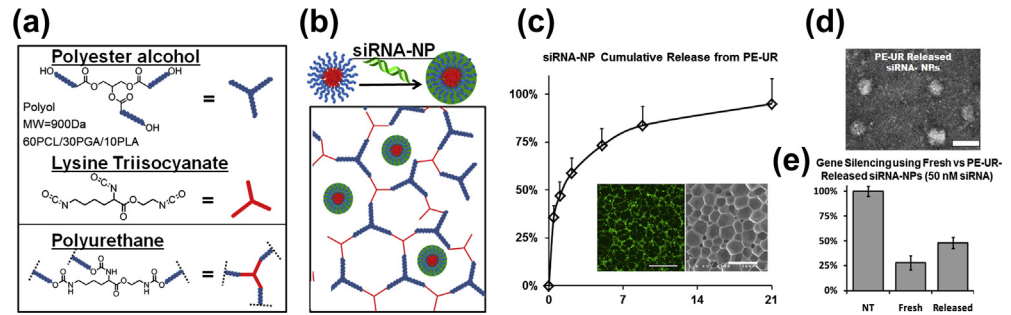 (a)
Polyester alcohol
HO
O
O
OH
O
O
O
O
OH
Polyol
MW=900Da
60PCL/30PGA/10PLA
Lysine Triisocyanate
O
C
N
O
C
N
O
O
N
C
O
Polyurethane
(b)
siRNA-NP
(c)
siRNA-NP Cumulative Release from PE-UR
100%
75%
50%
25%
0%
0
7
14
21
(d)
PE-UR Released
siRNA- NPs
(e)
Gene Silencing using Fresh vs PE-UR-
Released siRNA-NPs (50 nM siRNA)
100%
75%
50%
25%
0%
NT
Fresh
Released